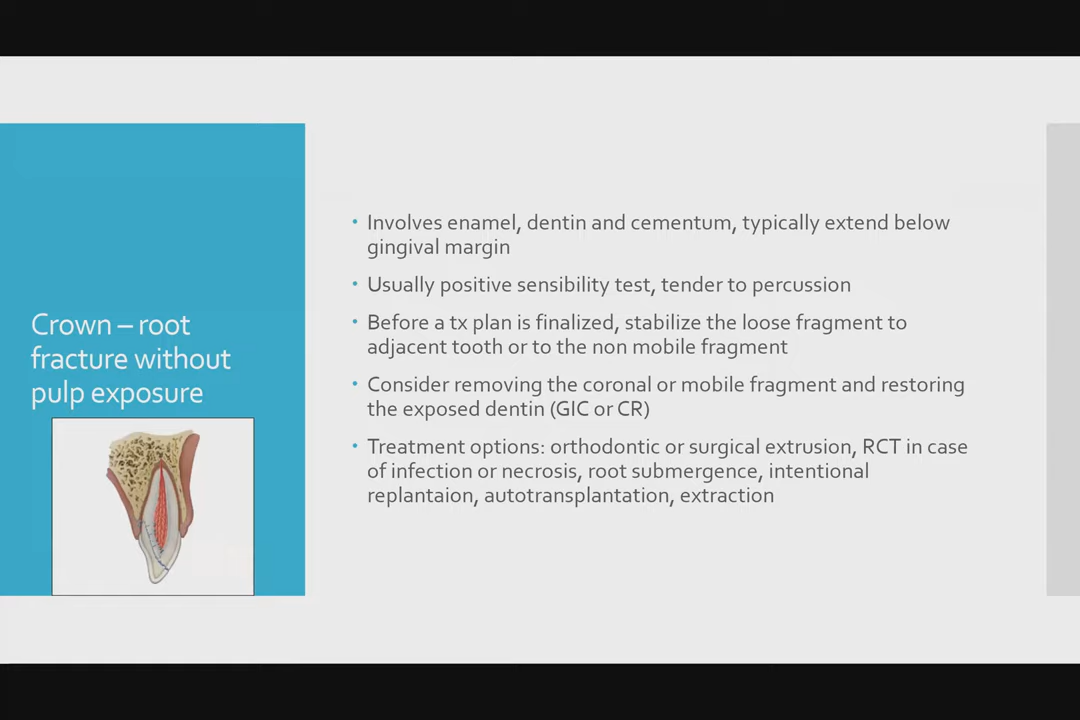 Crown – root
fracture without
pulp exposure
• Involves enamel, dentin and cementum, typically extend below
gingival margin
• Usually positive sensibility test, tender to percussion
• Before a tx plan is finalized, stabilize the loose fragment to
adjacent tooth or to the non mobile fragment
• Consider removing the coronal or mobile fragment and restoring
the exposed dentin (GIC or CR)
• Treatment options: orthodontic or surgical extrusion, RCT in case
of infection or necrosis, root submergence, intentional
replantaion, autotransplantation, extraction